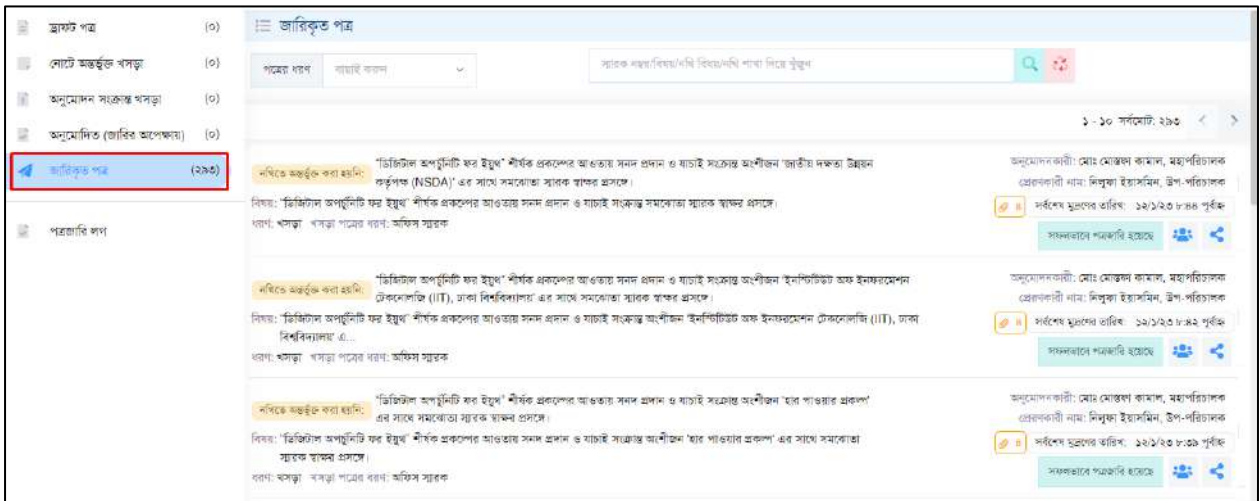 ড্রাফট পত্র (০)
নোটে অন্তর্ভুক্ত খসড়া (০)
অনুমোদন সংক্রান্ত খসড়া (০)
অনুমোদিত (জারির অপেক্ষায়) (০)
জারিকৃত পত্র (২৯৩)
পত্রজারি লগ
জারিকৃত পত্র
পত্রের ধরণ বাছাই করুন
স্মারক নম্বর/বিষয়/নথি বিষয়/নথি শাখা দিয়ে খুঁজুন
১ - ১০ সর্বমোট: ২৯৩
নথিতে অন্তর্ভুক্ত করা হয়নি: "ডিজিটাল অপর্চুনিটি ফর ইয়ুথ" শীর্ষক প্রকল্পের আওতায় সনদ প্রদান ও যাচাই সংক্রান্ত অংশীজন 'জাতীয় দক্ষতা উন্নয়ন
কর্তৃপক্ষ (NSDA)' এর সাথে সমঝোতা স্মারক স্বাক্ষর প্রসঙ্গে।
বিষয়: "ডিজিটাল অপর্চুনিটি ফর ইয়ুথ" শীর্ষক প্রকল্পের আওতায় সনদ প্রদান ও যাচাই সংক্রান্ত সমঝোতা স্মারক স্বাক্ষর প্রসঙ্গে।
ধরণ: খসড়া খসড়া পত্রের ধরণ: অফিস স্মারক
অনুমোদনকারী: মোঃ মোস্তফা কামাল, মহাপরিচালক
প্রেরণকারী নাম: নিলুফা ইয়াসমিন, উপ-পরিচালক
৪ সর্বশেষ মুদ্রণের তারিখ: ১২/১/২৩ ৮:৪৪ পূর্বাহ্ন
সফলভাবে পত্রজারি হয়েছে
নথিতে অন্তর্ভুক্ত করা হয়নি: "ডিজিটাল অপর্চুনিটি ফর ইয়ুথ" শীর্ষক প্রকল্পের আওতায় সনদ প্রদান ও যাচাই সংক্রান্ত অংশীজন 'ইনস্টিটিউট অফ ইনফরমেশন
টেকনোলজি (IIT), ঢাকা বিশ্ববিদ্যালয়' এর সাথে সমঝোতা স্মারক স্বাক্ষর প্রসঙ্গে।
বিষয়: "ডিজিটাল অপর্চুনিটি ফর ইয়ুথ" শীর্ষক প্রকল্পের আওতায় সনদ প্রদান ও যাচাই সংক্রান্ত অংশীজন 'ইনস্টিটিউট অফ ইনফরমেশন টেকনোলজি (IIT), ঢাকা
বিশ্ববিদ্যালয়' এ...
ধরণ: খসড়া খসড়া পত্রের ধরণ: অফিস স্মারক
অনুমোদনকারী: মোঃ মোস্তফা কামাল, মহাপরিচালক
প্রেরণকারী নাম: নিলুফা ইয়াসমিন, উপ-পরিচালক
৪ সর্বশেষ মুদ্রণের তারিখ: ১২/১/২৩ ৮:৪২ পূর্বাহ্ন
সফলভাবে পত্রজারি হয়েছে
নথিতে অন্তর্ভুক্ত করা হয়নি: "ডিজিটাল অপর্চুনিটি ফর ইয়ুথ" শীর্ষক প্রকল্পের আওতায় সনদ প্রদান ও যাচাই সংক্রান্ত অংশীজন 'হার পাওয়ার প্রকল্প'
এর সাথে সমঝোতা স্মারক স্বাক্ষর প্রসঙ্গে।
বিষয়: "ডিজিটাল অপর্চুনিটি ফর ইয়ুথ" শীর্ষক প্রকল্পের আওতায় সনদ প্রদান ও যাচাই সংক্রান্ত অংশীজন 'হার পাওয়ার প্রকল্প' এর সাথে সমঝোতা
স্মারক স্বাক্ষর প্রসঙ্গে।
ধরণ: খসড়া খসড়া পত্রের ধরণ: অফিস স্মারক
অনুমোদনকারী: মোঃ মোস্তফা কামাল, মহাপরিচালক
প্রেরণকারী নাম: নিলুফা ইয়াসমিন, উপ-পরিচালক
৪ সর্বশেষ মুদ্রণের তারিখ: ১২/১/২৩ ৮:৩৯ পূর্বাহ্ন
সফলভাবে পত্রজারি হয়েছে